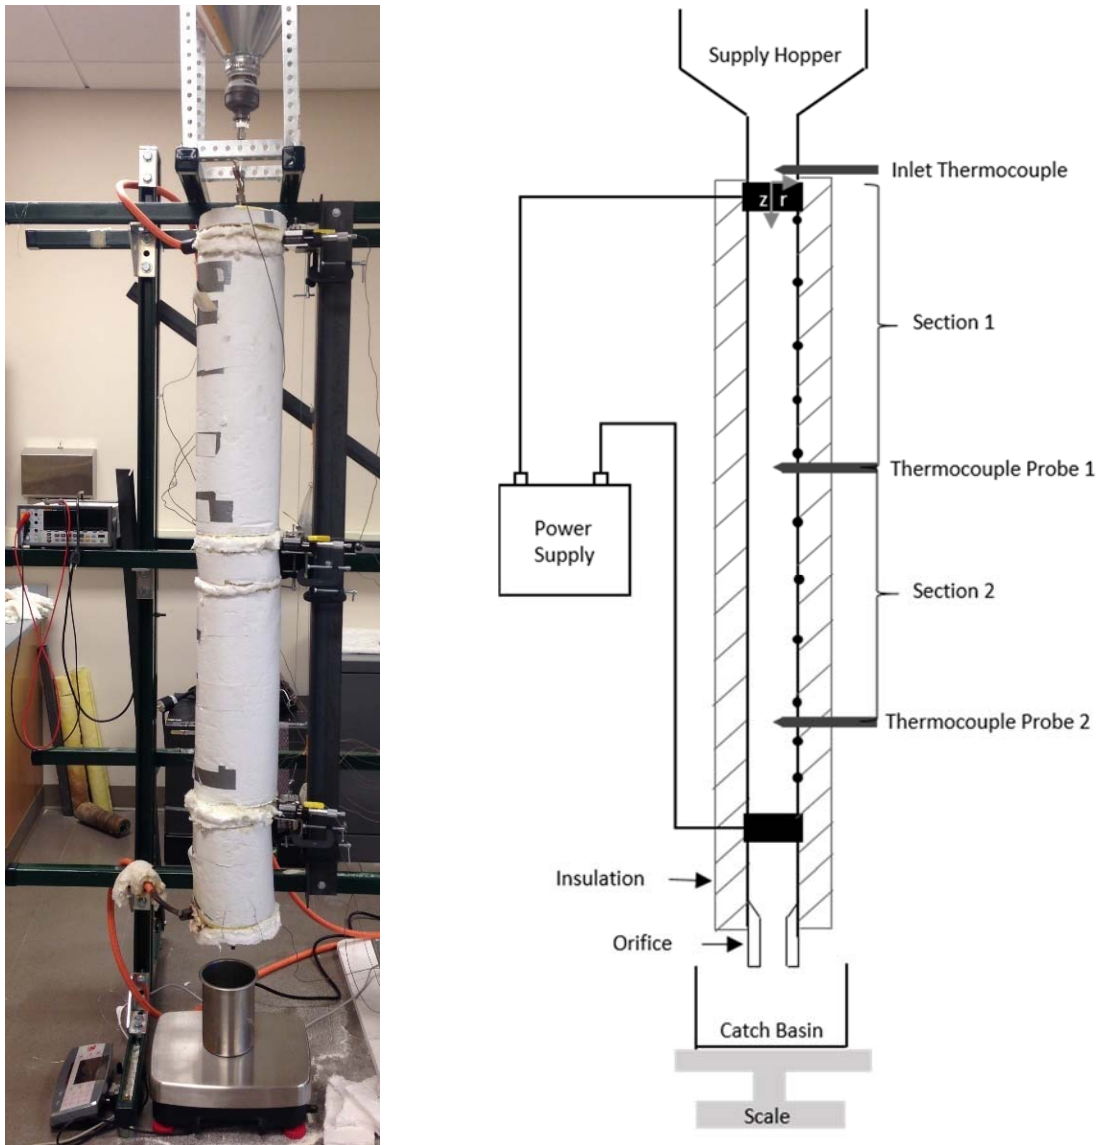 Supply Hopper
Inlet Thermocouple
z r
Section 1
Thermocouple Probe 1
Power
Supply
Section 2
Thermocouple Probe 2
Insulation
Orifice
Catch Basin
Scale